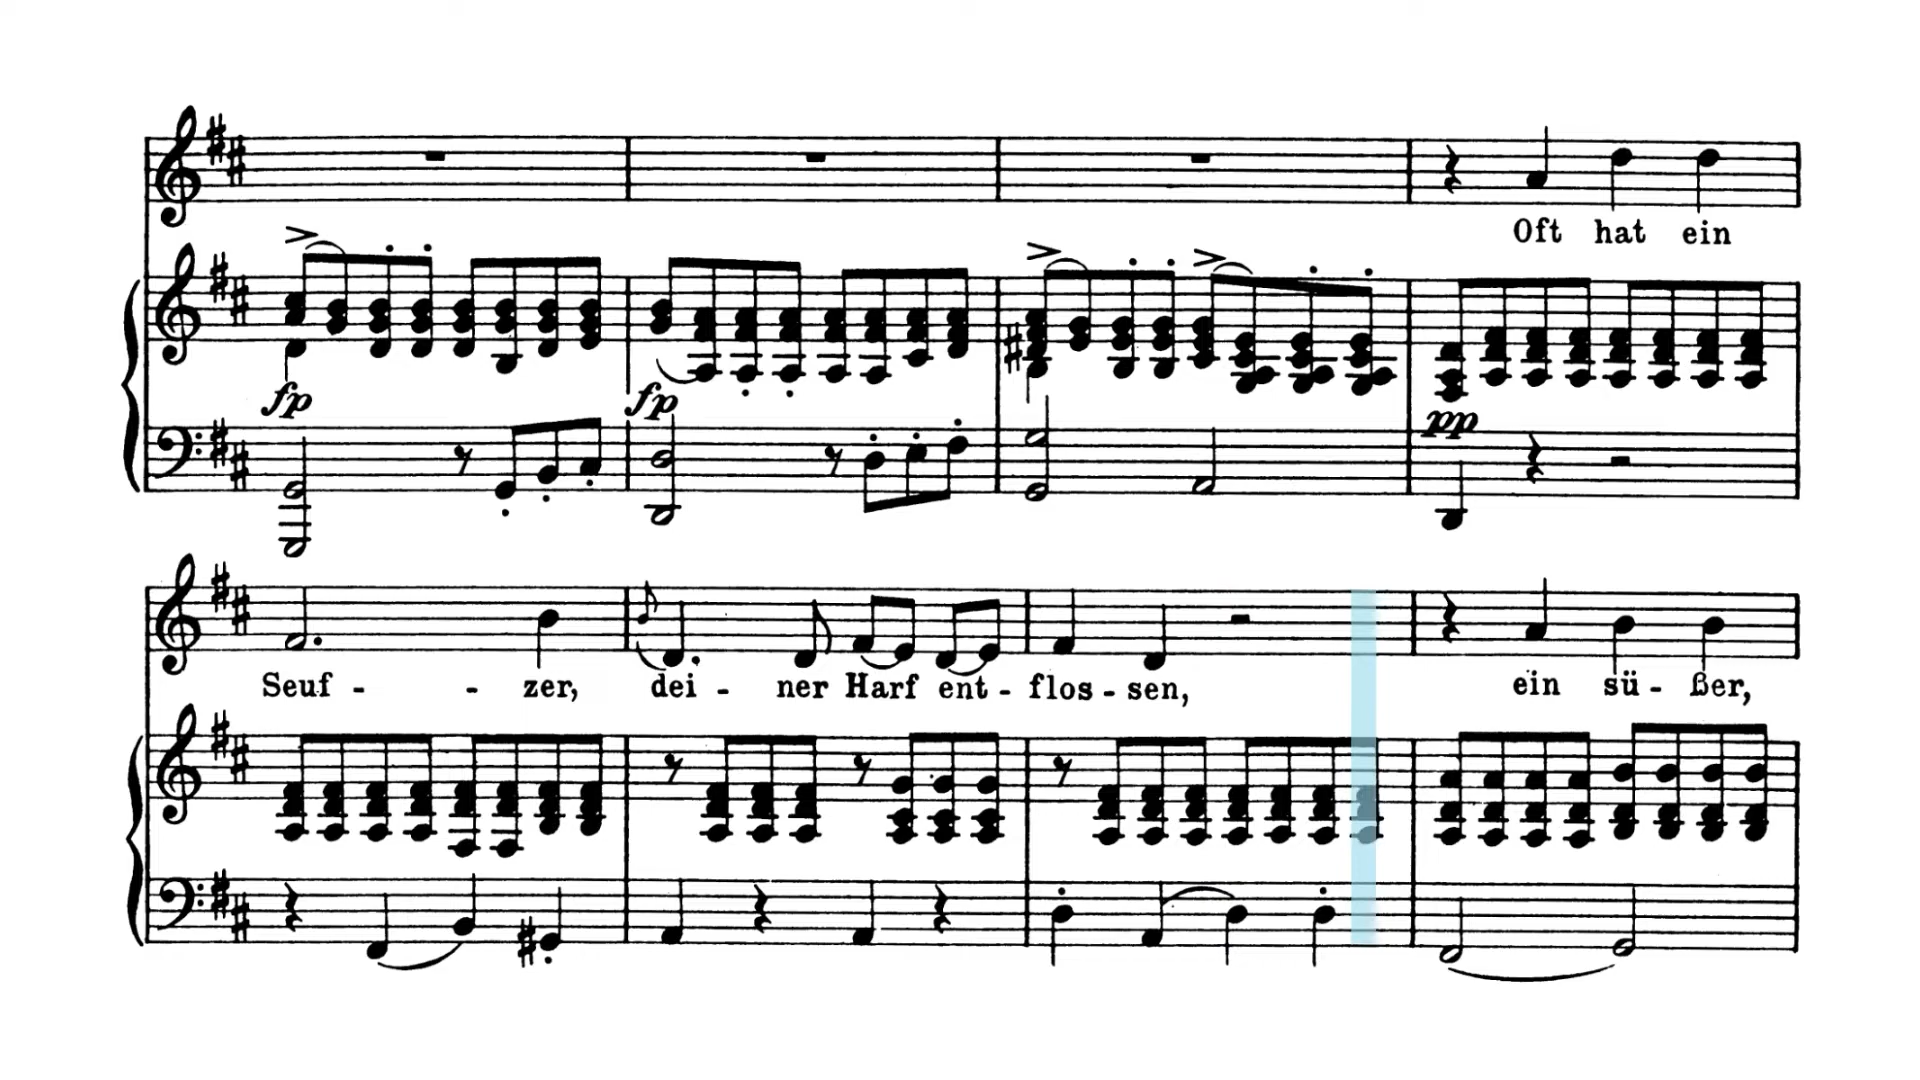 Oft hat ein
fp fp
pp
Seuf - - zer, dei - ner Harf ent - flos - sen, ein sü - ßer,